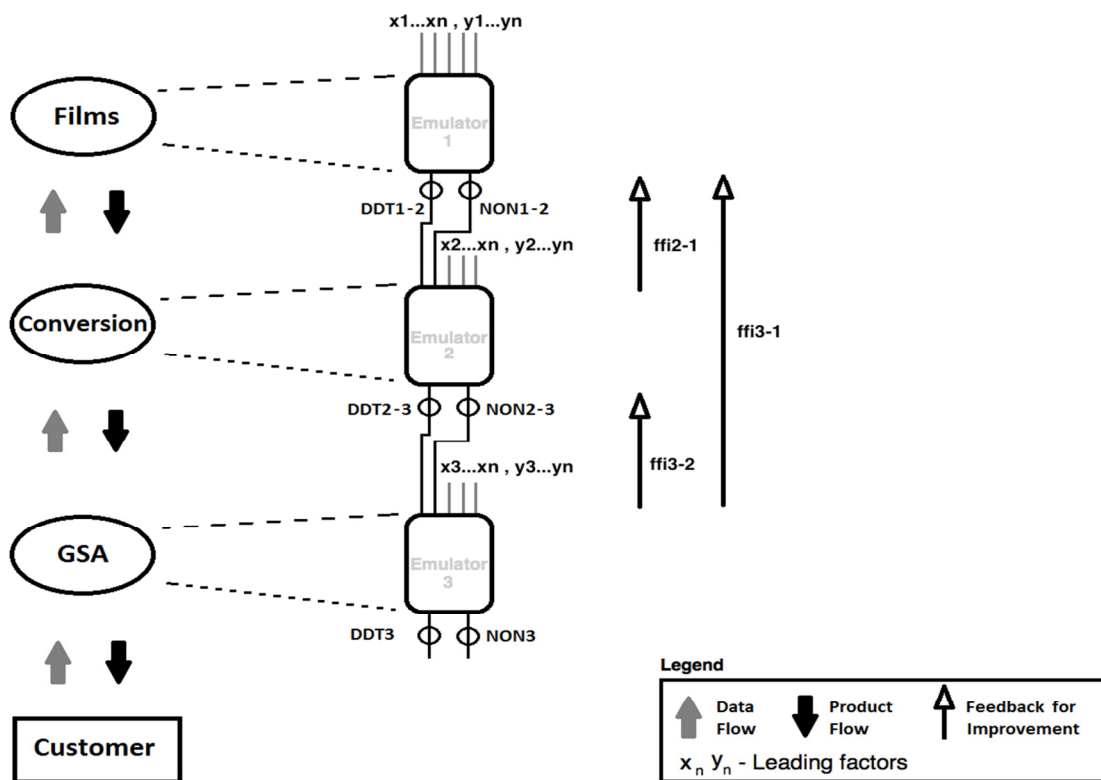 x1...xn , y1...yn
Films
Emulator
1
DDT1-2
NON1-2
x2...xn , y2...yn
ffi2-1
Conversion
Emulator
2
ffi3-1
DDT2-3
NON2-3
x3...xn , y3...yn
ffi3-2
GSA
Emulator
3
DDT3
NON3
Customer
Legend
Data
Flow
Product
Flow
Feedback for
Improvement
xn yn - Leading factors